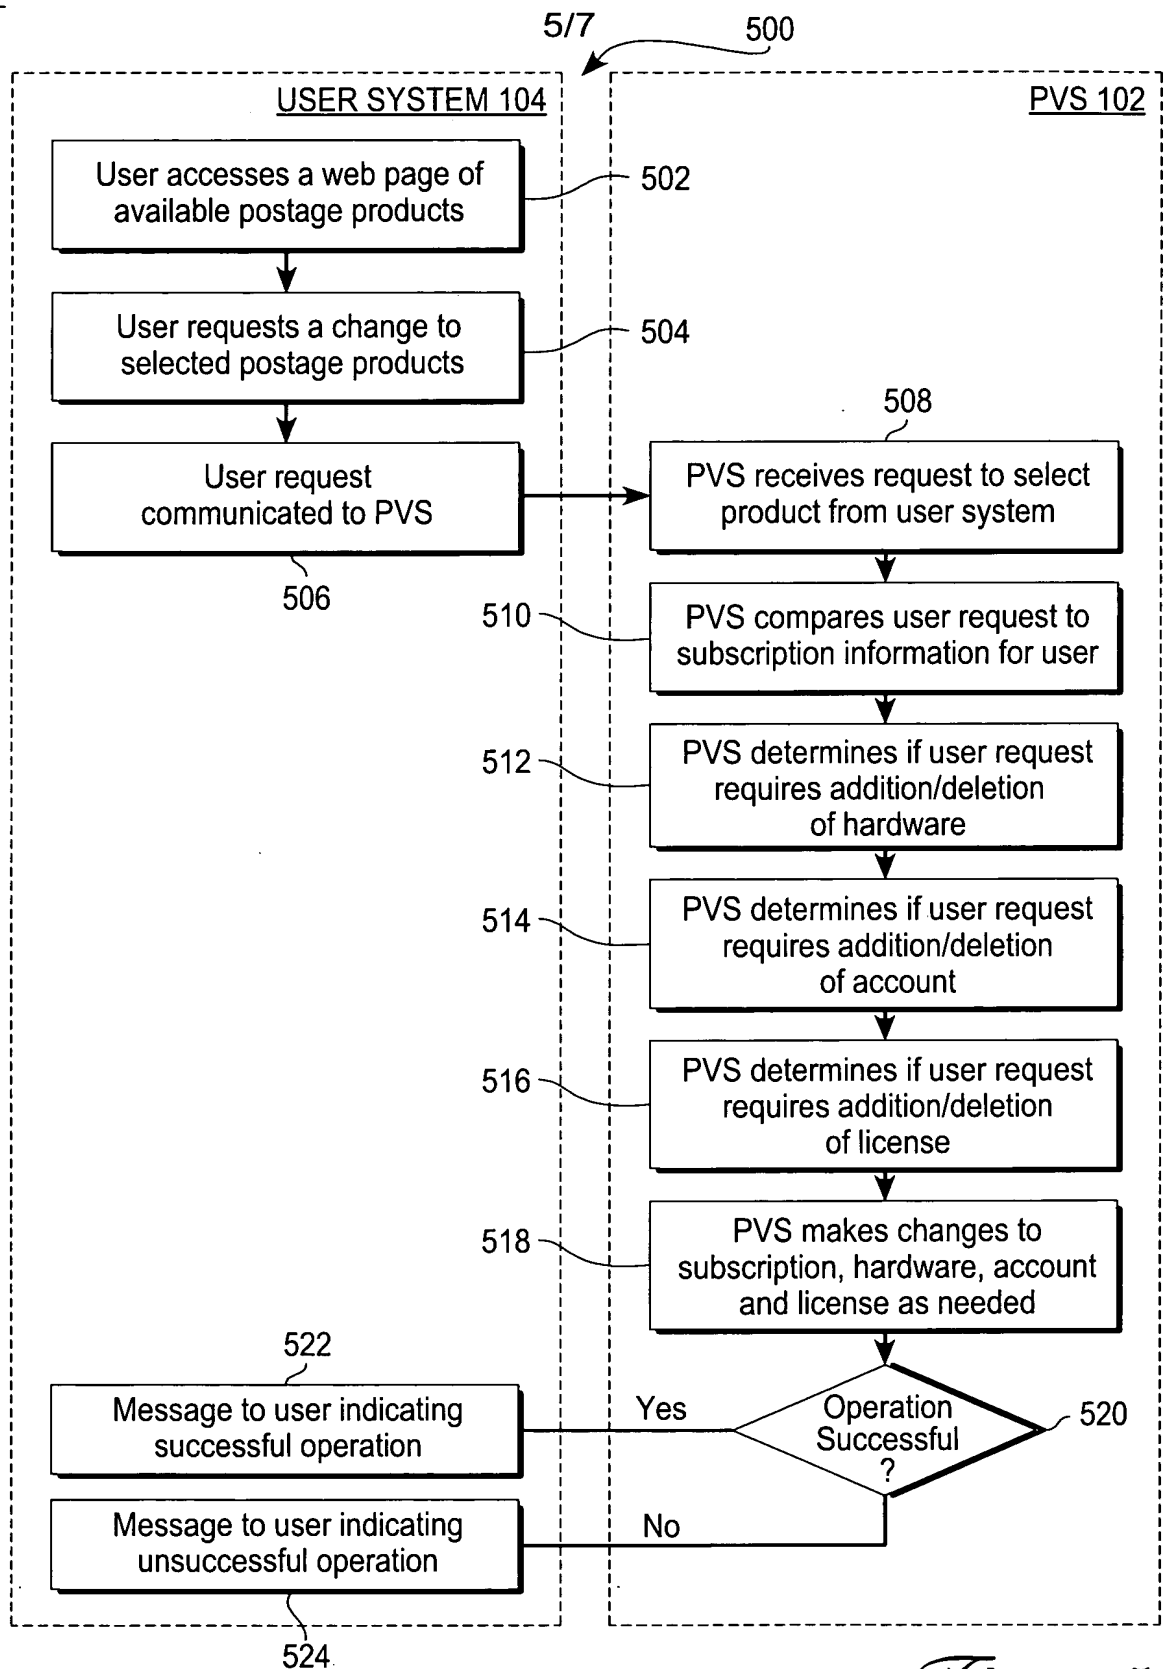 5/7
500
USER SYSTEM 104
PVS 102
User accesses a web page of
available postage products
502
User requests a change to
selected postage products
504
User request
communicated to PVS
506
508
PVS receives request to select
product from user system
510
PVS compares user request to
subscription information for user
512
PVS determines if user request
requires addition/deletion
of hardware
514
PVS determines if user request
requires addition/deletion
of account
516
PVS determines if user request
requires addition/deletion
of license
518
PVS makes changes to
subscription, hardware, account
and license as needed
Operation
Successful
?
520
Yes
522
Message to user indicating
successful operation
No
Message to user indicating
unsuccessful operation
524